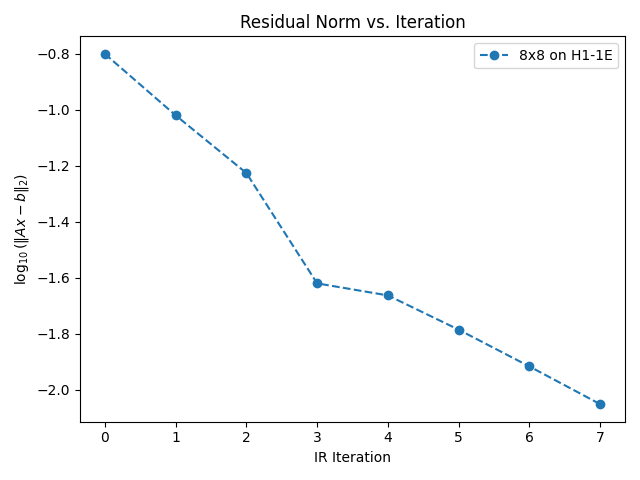 Residual Norm vs. Iteration
8x8 on H1-1E
−0.8
−1.0
−1.2
−1.4
−1.6
−1.8
−2.0
log₁₀(‖Ax − b‖₂)
0 1 2 3 4 5 6 7
IR Iteration